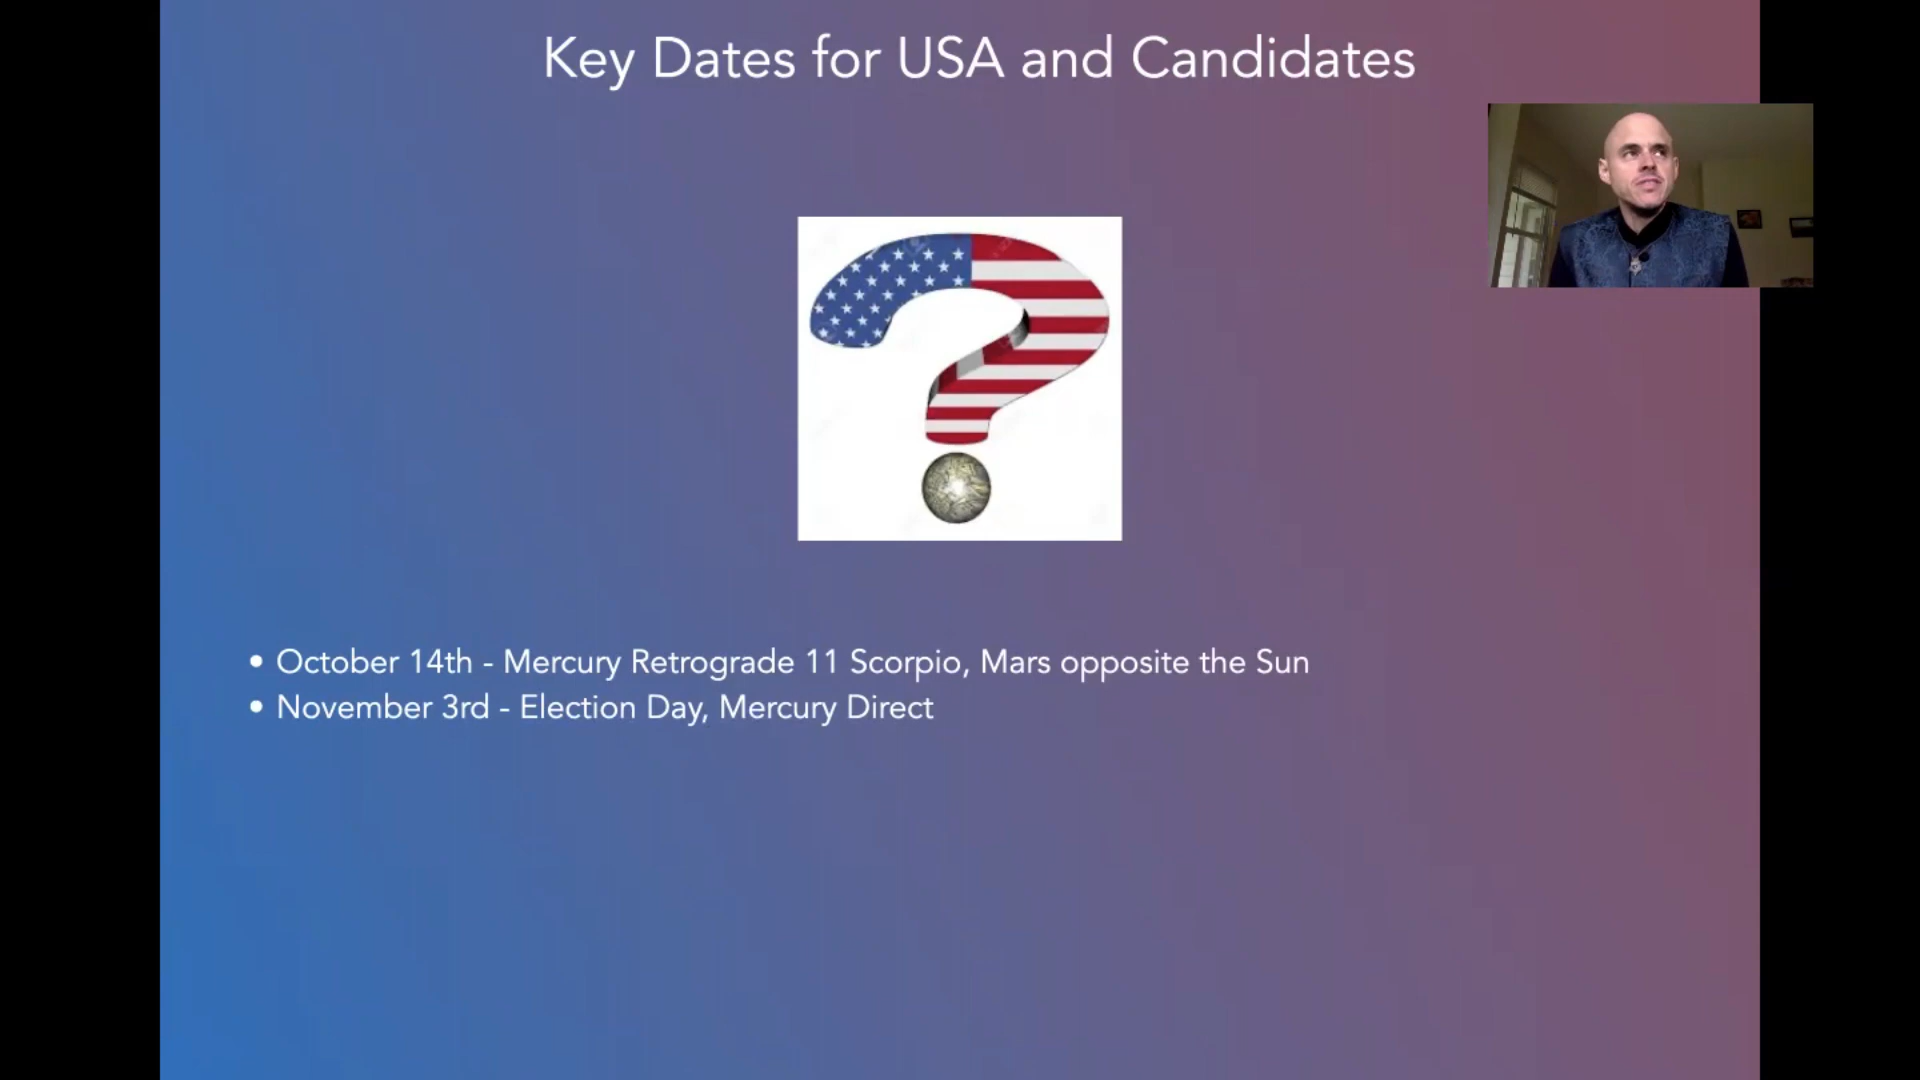 Key Dates for USA and Candidates
• October 14th - Mercury Retrograde 11 Scorpio, Mars opposite the Sun
• November 3rd - Election Day, Mercury Direct